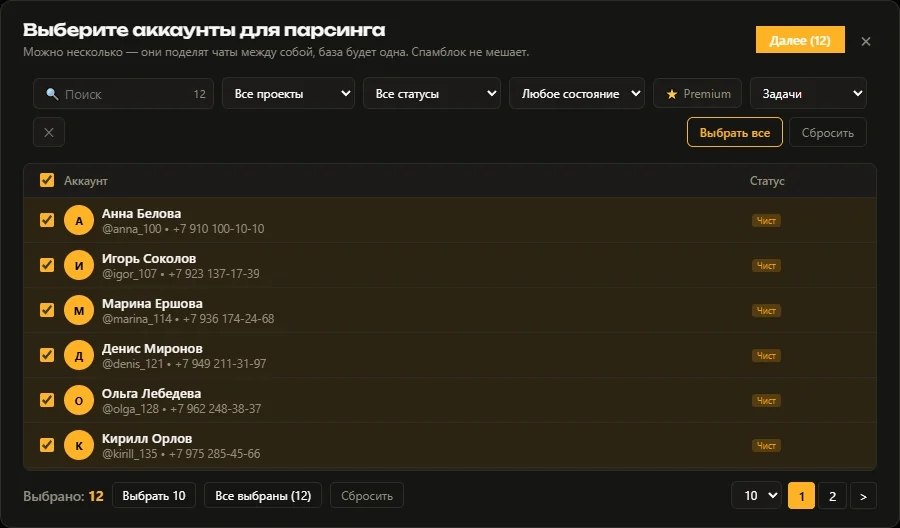 Выберите аккаунты для парсинга
Можно несколько — они поделят чаты между собой, база будет одна. Спамблок не мешает.
Далее (12) ×
Поиск 12 Все проекты Все статусы Любое состояние Premium Задачи
× Выбрать все Сбросить
Аккаунт Статус
А Анна Белова
@anna_100 • +7 910 100-10-10 Чист
И Игорь Соколов
@igor_107 • +7 923 137-17-39 Чист
М Марина Ершова
@marina_114 • +7 936 174-24-68 Чист
Д Денис Миронов
@denis_121 • +7 949 211-31-97 Чист
О Ольга Лебедева
@olga_128 • +7 962 248-38-37 Чист
К Кирилл Орлов
@kirill_135 • +7 975 285-45-66 Чист
Выбрано: 12 Выбрать 10 Все выбраны (12) Сбросить 10 1 2 >